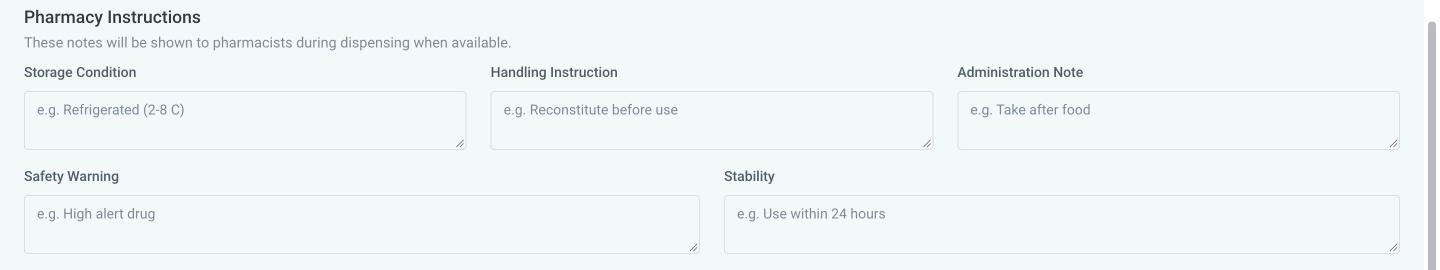 Pharmacy Instructions
These notes will be shown to pharmacists during dispensing when available.
Storage Condition
Handling Instruction
Administration Note
e.g. Refrigerated (2-8 C)
e.g. Reconstitute before use
e.g. Take after food
Safety Warning
Stability
e.g. High alert drug
e.g. Use within 24 hours